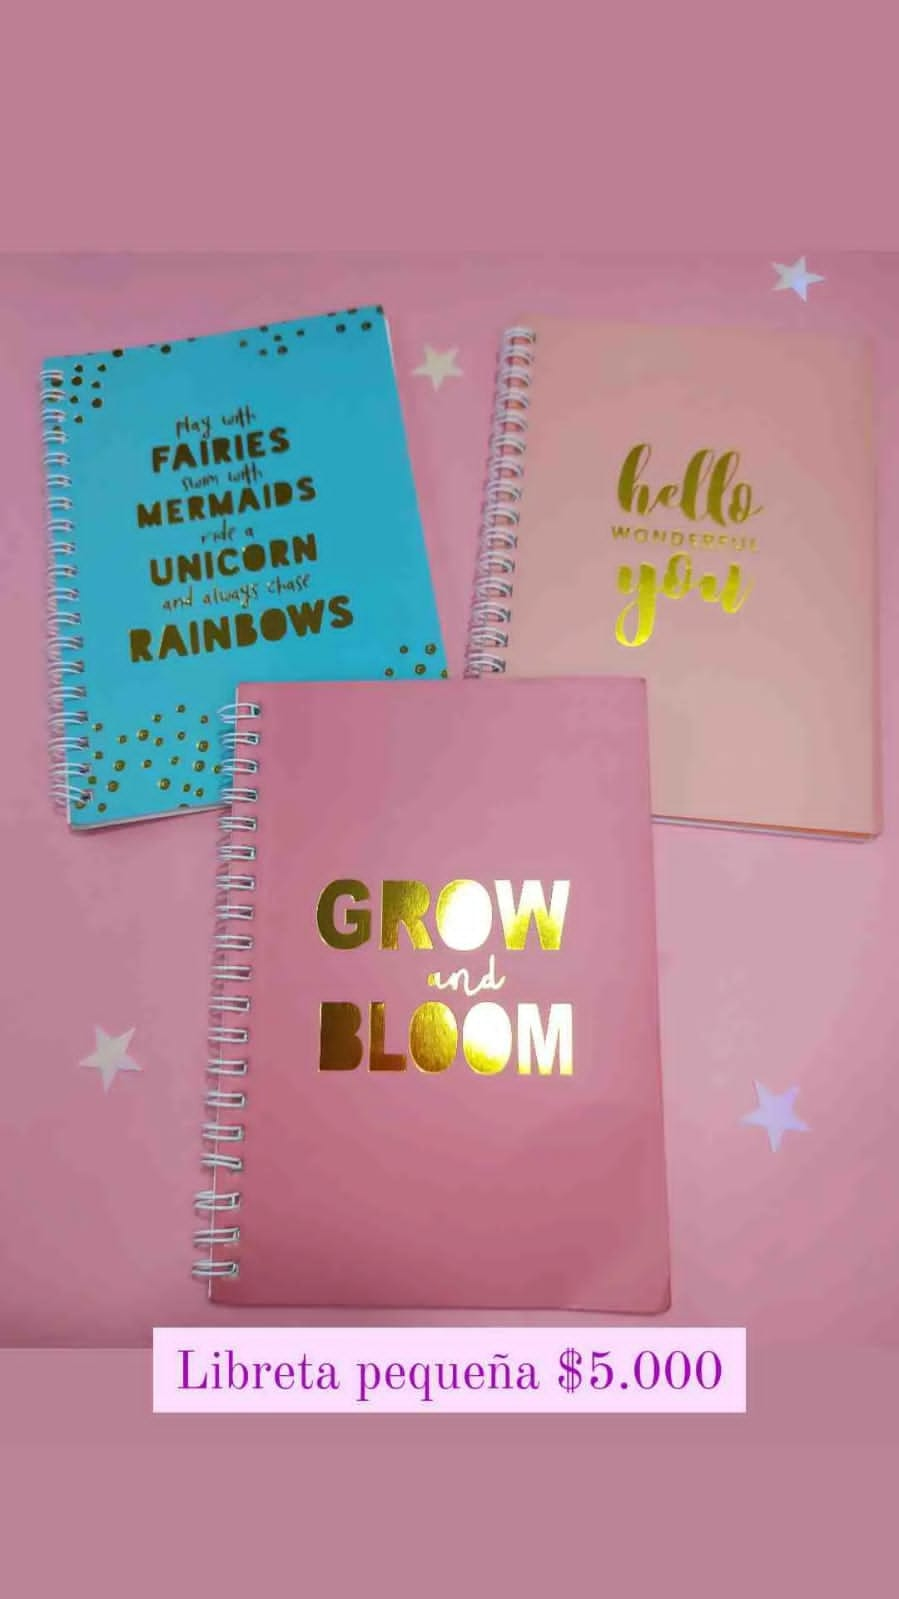 play with
FAIRIES
swim with
MERMAIDS
ride a
UNICORN
and always chase
RAINBOWS
hello
WONDERFUL
you
GROW
and
BLOOM
Libreta pequeña $5.000